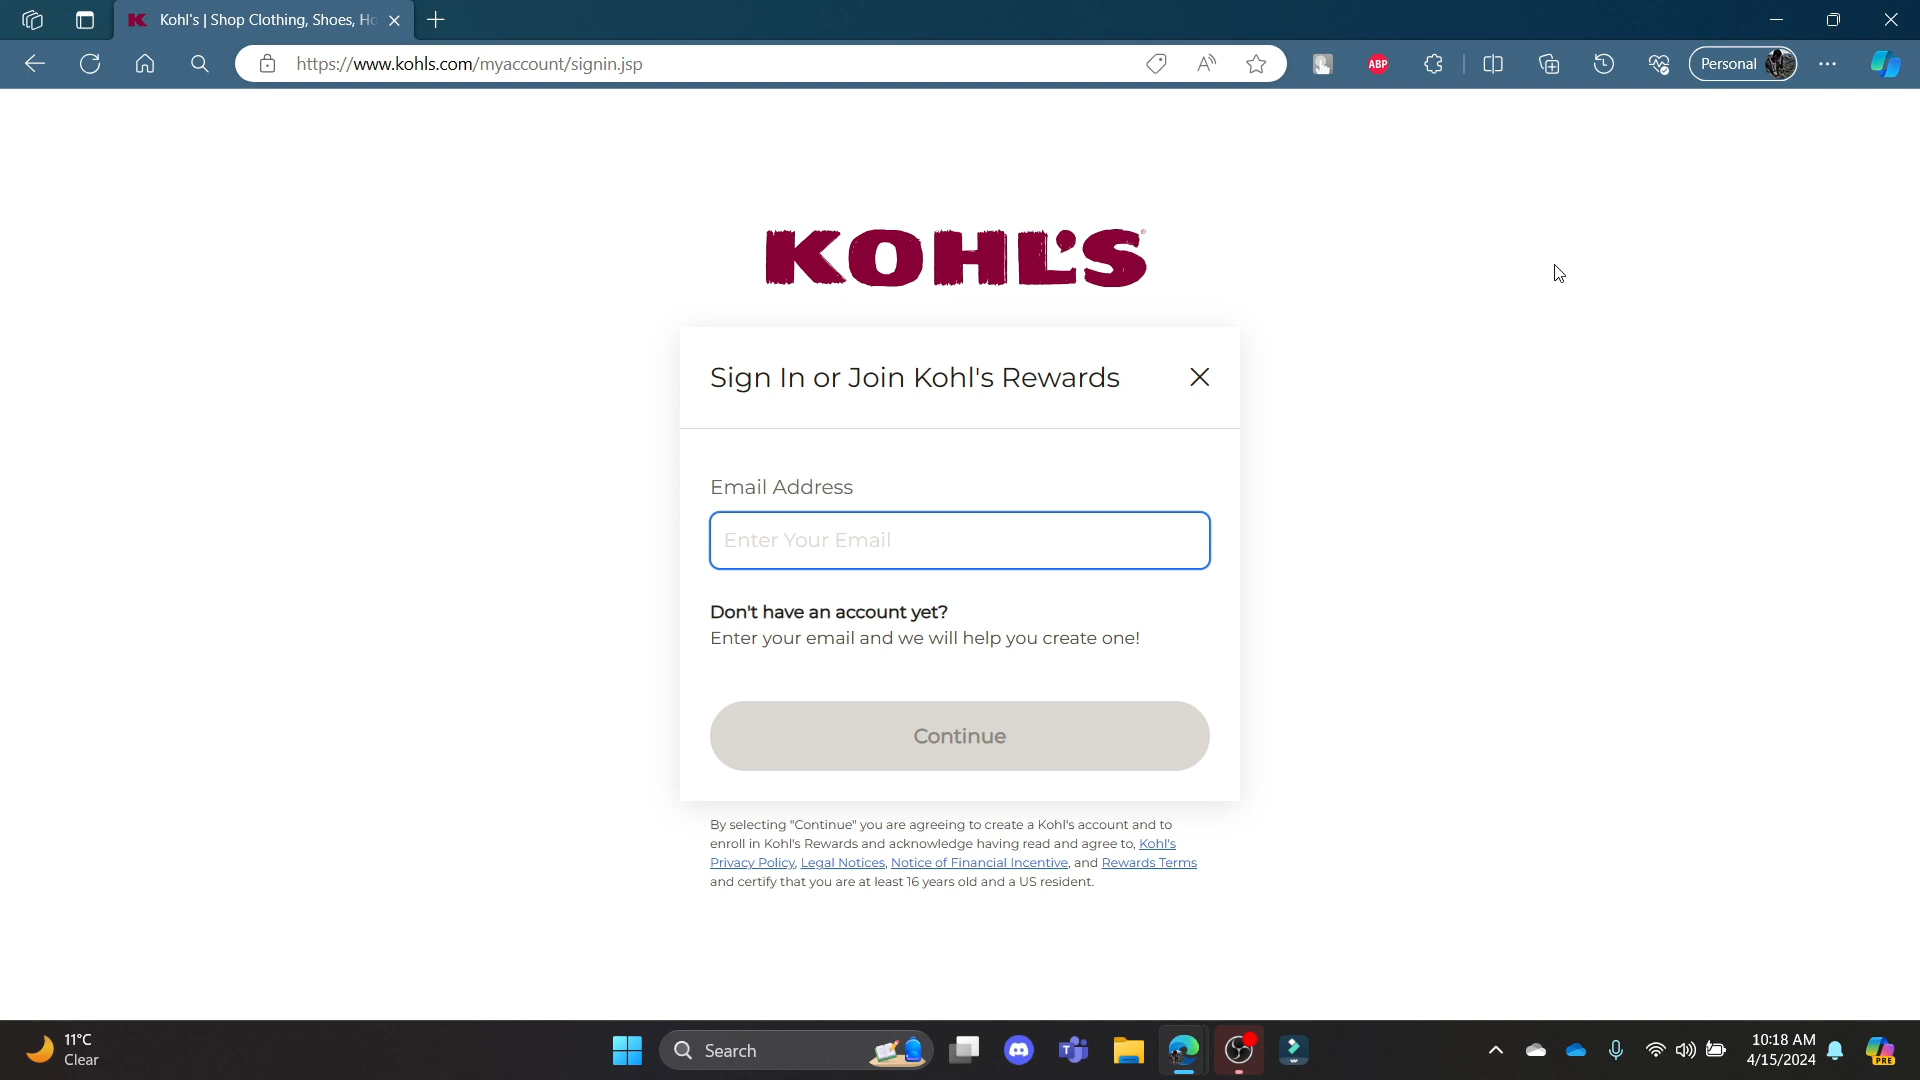 Kohl's | Shop Clothing, Shoes, Ho
https://www.kohls.com/myaccount/signin.jsp
ABP
Personal
KOHL'S
Sign In or Join Kohl's Rewards
Email Address
Enter Your Email
Don't have an account yet?
Enter your email and we will help you create one!
Continue
By selecting "Continue" you are agreeing to create a Kohl's account and to
enroll in Kohl's Rewards and acknowledge having read and agree to, Kohl's
Privacy Policy, Legal Notices, Notice of Financial Incentive, and Rewards Terms
and certify that you are at least 16 years old and a US resident.
11°C
Clear
Search
10:18 AM
4/15/2024
PRE